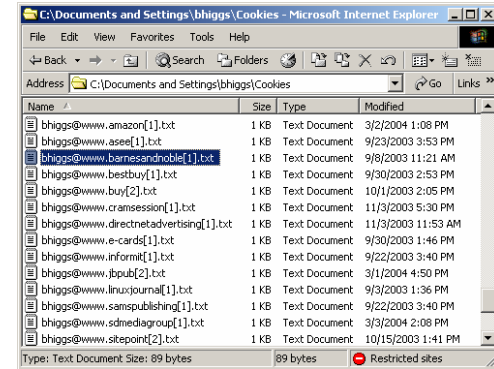 C:\Documents and Settings\bhiggs\Cookies - Microsoft Internet Explorer
File Edit View Favorites Tools Help
Back Search Folders
Address C:\Documents and Settings\bhiggs\Cookies Go Links »
Name Size Type Modified
bhiggs@www.amazon[1].txt 1 KB Text Document 3/2/2004 1:08 PM
bhiggs@www.asee[1].txt 1 KB Text Document 9/23/2003 3:53 PM
bhiggs@www.barnesandnoble[1].txt 1 KB Text Document 9/8/2003 11:21 AM
bhiggs@www.bestbuy[1].txt 1 KB Text Document 9/30/2003 2:53 PM
bhiggs@www.buy[2].txt 1 KB Text Document 10/1/2003 2:05 PM
bhiggs@www.cramsession[1].txt 1 KB Text Document 11/3/2003 5:30 PM
bhiggs@www.directnetadvertising[1].txt 1 KB Text Document 11/3/2003 11:53 AM
bhiggs@www.e-cards[1].txt 1 KB Text Document 9/30/2003 1:46 PM
bhiggs@www.informit[1].txt 1 KB Text Document 9/22/2003 3:40 PM
bhiggs@www.jbpub[2].txt 1 KB Text Document 3/1/2004 4:50 PM
bhiggs@www.linuxjournal[1].txt 1 KB Text Document 9/3/2003 1:36 PM
bhiggs@www.samspublishing[1].txt 1 KB Text Document 9/22/2003 3:40 PM
bhiggs@www.sdmediagroup[1].txt 1 KB Text Document 3/3/2004 2:08 PM
bhiggs@www.sitepoint[2].txt 1 KB Text Document 10/15/2003 1:41 PM
Type: Text Document Size: 89 bytes 89 bytes Restricted sites